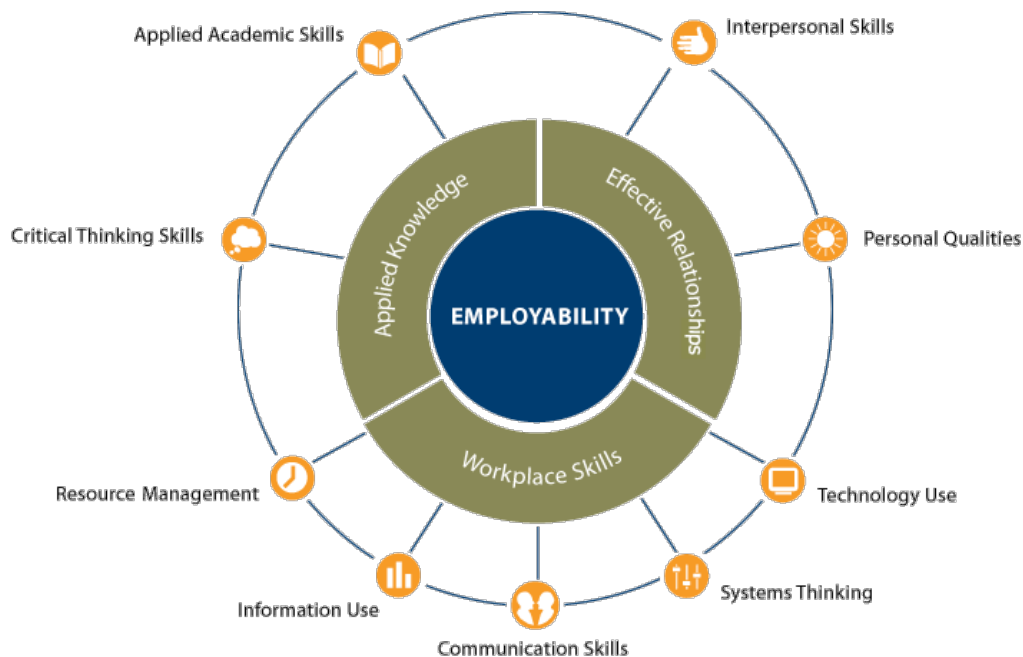 Applied Academic Skills
Interpersonal Skills
Applied Knowledge
Effective Relationships
Critical Thinking Skills
Personal Qualities
EMPLOYABILITY
Workplace Skills
Resource Management
Technology Use
Information Use
Systems Thinking
Communication Skills